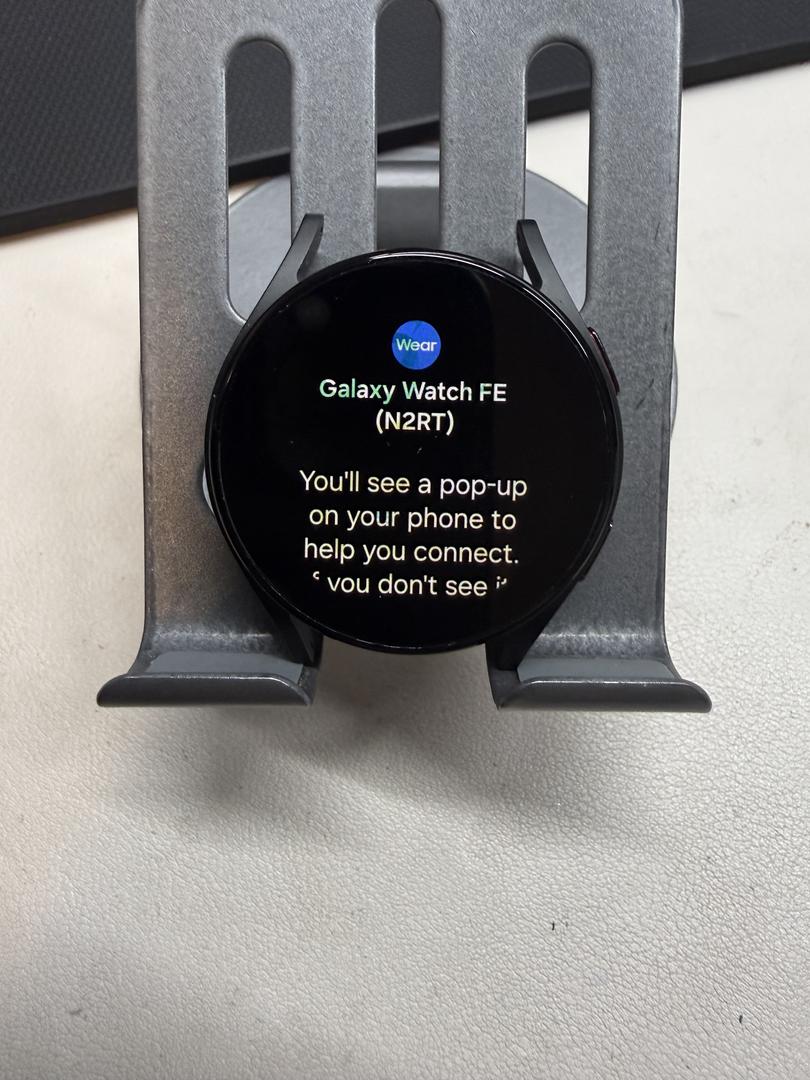 Wear
Galaxy Watch FE
(N2RT)
You'll see a pop-up
on your phone to
help you connect.
you don't see